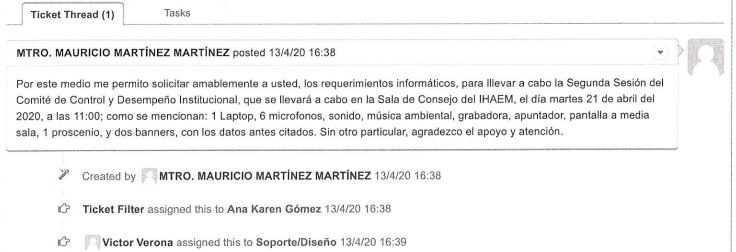 Ticket Thread (1) Tasks
MTRO. MAURICIO MARTÍNEZ MARTÍNEZ posted 13/4/20 16:38
Por este medio me permito solicitar amablemente a usted, los requerimientos informáticos, para lllevar a cabo la Segunda Sesión del
Comité de Control y Desempeño Institucional, que se llevará a cabo en la Sala de Consejo del IHAEM, el día martes 21 de abril del
2020, a las 11:00; como se mencionan: 1 Laptop, 6 microfonos, sonido, música ambiental, grabadora, apuntador, pantalla a media
sala, 1 proscenio, y dos banners, con los datos antes citados. Sin otro particular, agradezco el apoyo y atención.
Created by MTRO. MAURICIO MARTÍNEZ MARTÍNEZ 13/4/20 16:38
Ticket Filter assigned this to Ana Karen Gómez 13/4/20 16:38
Victor Verona assigned this to Soporte/Diseño 13/4/20 16:39